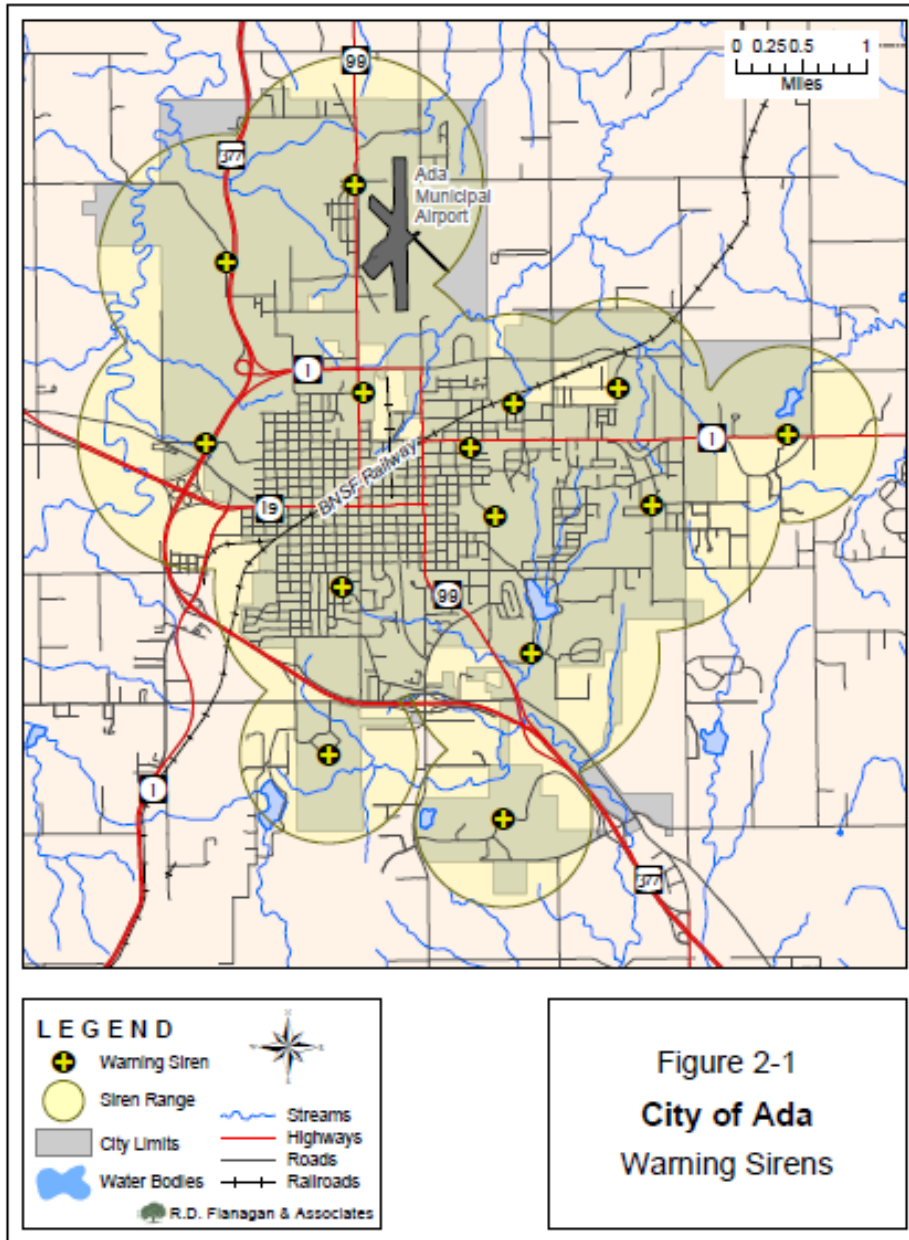 0 0.25 0.5 1
Miles
99
377
Ada
Municipal
Airport
1
BNSF Railway
1
19
99
1
377
LEGEND
Warning Siren
Siren Range
City Limits
Water Bodies
Streams
Highways
Roads
Railroads
R.D. Flanagan & Associates
Figure 2-1
City of Ada
Warning Sirens